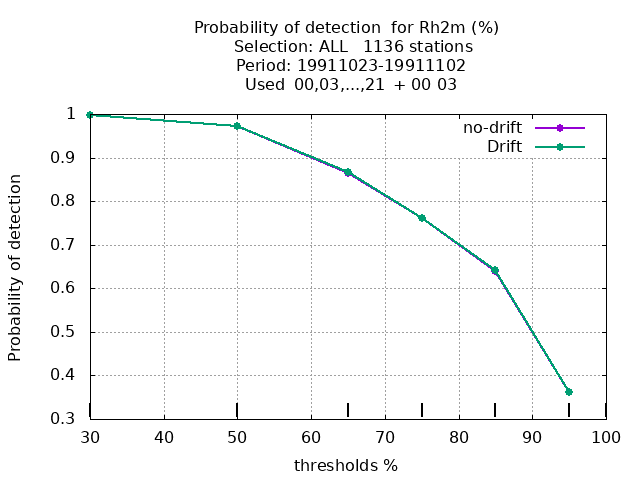 Probability of detection  for Rh2m (%)
Selection: ALL   1136 stations
Period: 19911023-19911102
Used  00,03,...,21  + 00 03
no-drift
Drift
1
0.9
0.8
0.7
0.6
0.5
0.4
0.3
Probability of detection
30 40 50 60 70 80 90 100
thresholds %